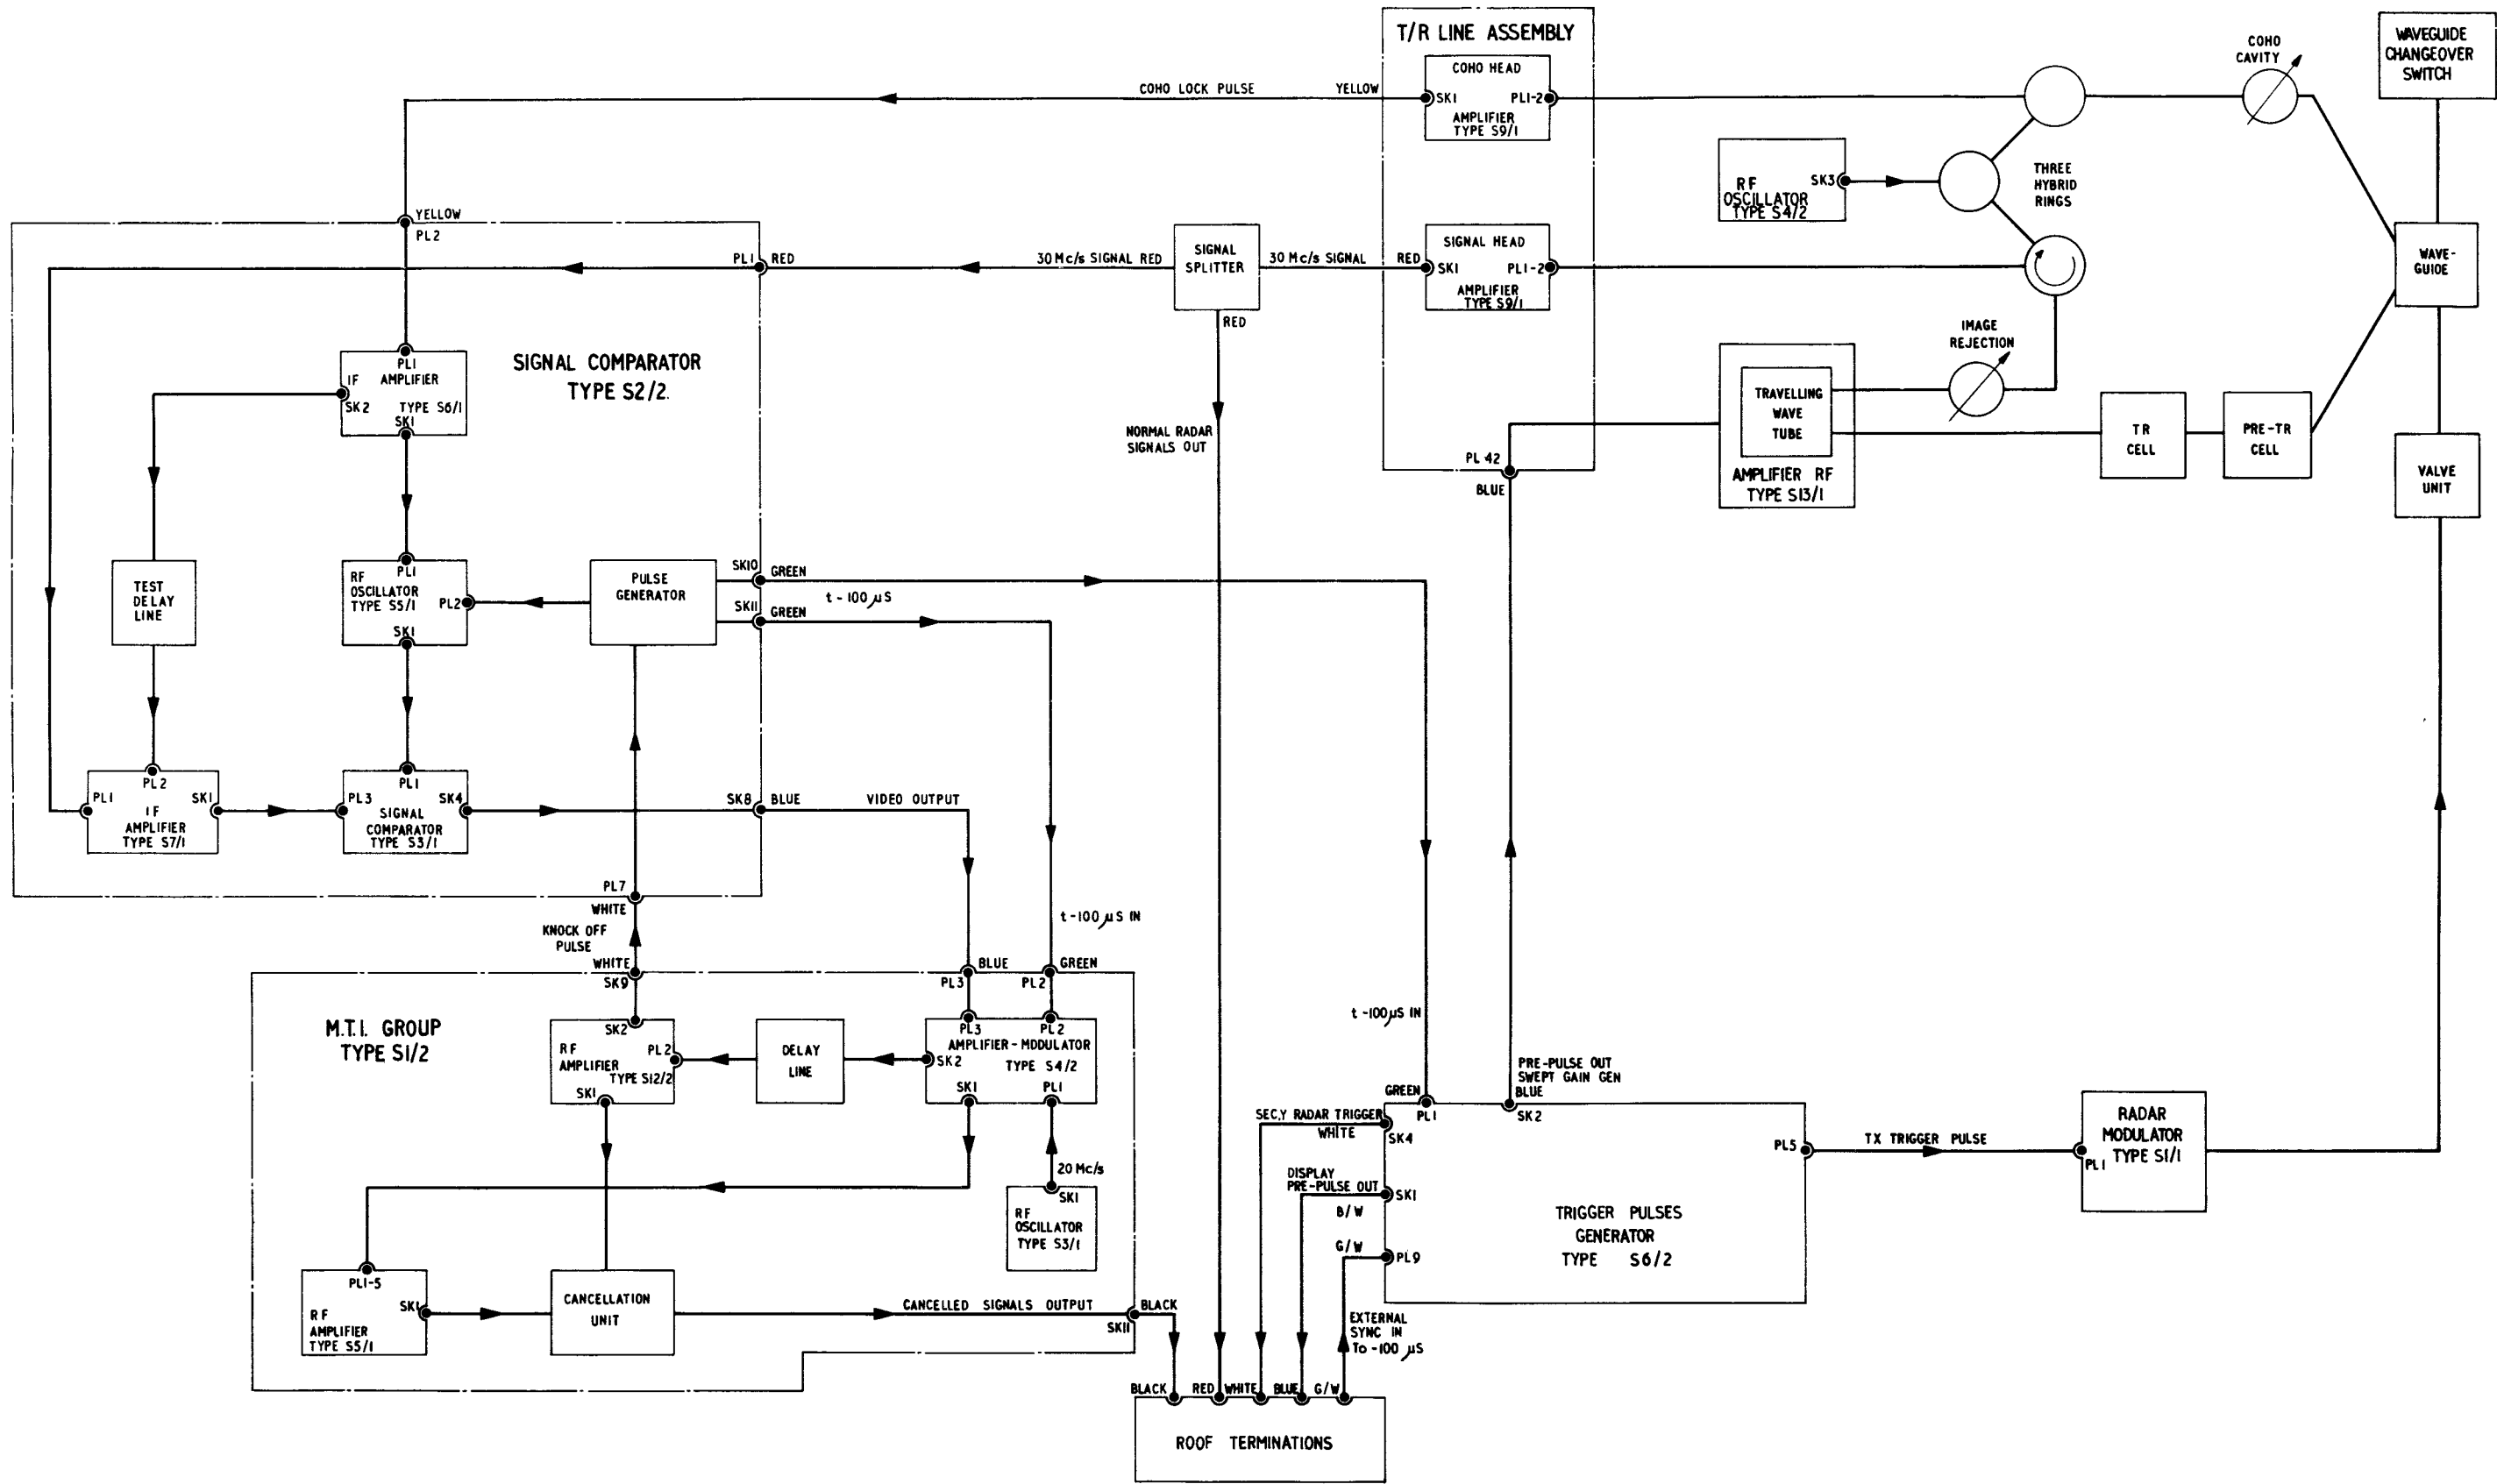 T/R LINE ASSEMBLY
COHO HEAD
SK1
PL1-2
AMPLIFIER
TYPE S9/1
COHO LOCK PULSE
YELLOW
COHO
CAVITY
WAVEGUIDE
CHANGEOVER
SWITCH
RF
OSCILLATOR
TYPE S4/2
SK3
THREE
HYBRID
RINGS
YELLOW
PL2
PL1
RED
30 Mc/s SIGNAL RED
SIGNAL
SPLITTER
30 Mc/s SIGNAL
RED
SIGNAL HEAD
SK1
PL1-2
AMPLIFIER
TYPE S9/1
WAVE-
GUIDE
RED
IMAGE
REJECTION
SIGNAL COMPARATOR
TYPE S2/2.
PL1
IF
AMPLIFIER
SK2
TYPE S6/1
SK1
NORMAL RADAR
SIGNALS OUT
PL 42
BLUE
TRAVELLING
WAVE
TUBE
AMPLIFIER RF
TYPE S13/1
TR
CELL
PRE-TR
CELL
VALVE
UNIT
TEST
DELAY
LINE
PL1
RF
OSCILLATOR
TYPE S5/1
PL2
SK1
PULSE
GENERATOR
SK10
GREEN
t - 100 µS
SK11
GREEN
PL1
PL2
SK1
IF
AMPLIFIER
TYPE S7/1
PL3
PL1
SK4
SIGNAL
COMPARATOR
TYPE S3/1
SK8
BLUE
VIDEO OUTPUT
PL7
WHITE
KNOCK OFF
PULSE
t-100 µS IN
WHITE
SK9
BLUE
PL3
GREEN
PL2
M.T.I. GROUP
TYPE S1/2
SK2
RF
AMPLIFIER
TYPE S12/2
PL2
SK1
DELAY
LINE
PL3
PL2
AMPLIFIER-MODULATOR
TYPE S4/2
SK2
SK1
PL1
20 Mc/s
SK1
RF
OSCILLATOR
TYPE S3/1
PL1-5
SK1
RF
AMPLIFIER
TYPE S5/1
CANCELLATION
UNIT
CANCELLED SIGNALS OUTPUT
BLACK
SK11
t -100µS IN
GREEN
PL1
PRE-PULSE OUT
SWEPT GAIN GEN
BLUE
SK2
SEC,Y RADAR TRIGGER
WHITE
SK4
DISPLAY
PRE-PULSE OUT
SK1
B/W
G/W
PL9
EXTERNAL
SYNC IN
To -100 µS
TRIGGER PULSES
GENERATOR
TYPE S6/2
PL5
TX TRIGGER PULSE
PL1
RADAR
MODULATOR
TYPE S1/1
BLACK
RED
WHITE
BLUE
G/W
ROOF TERMINATIONS